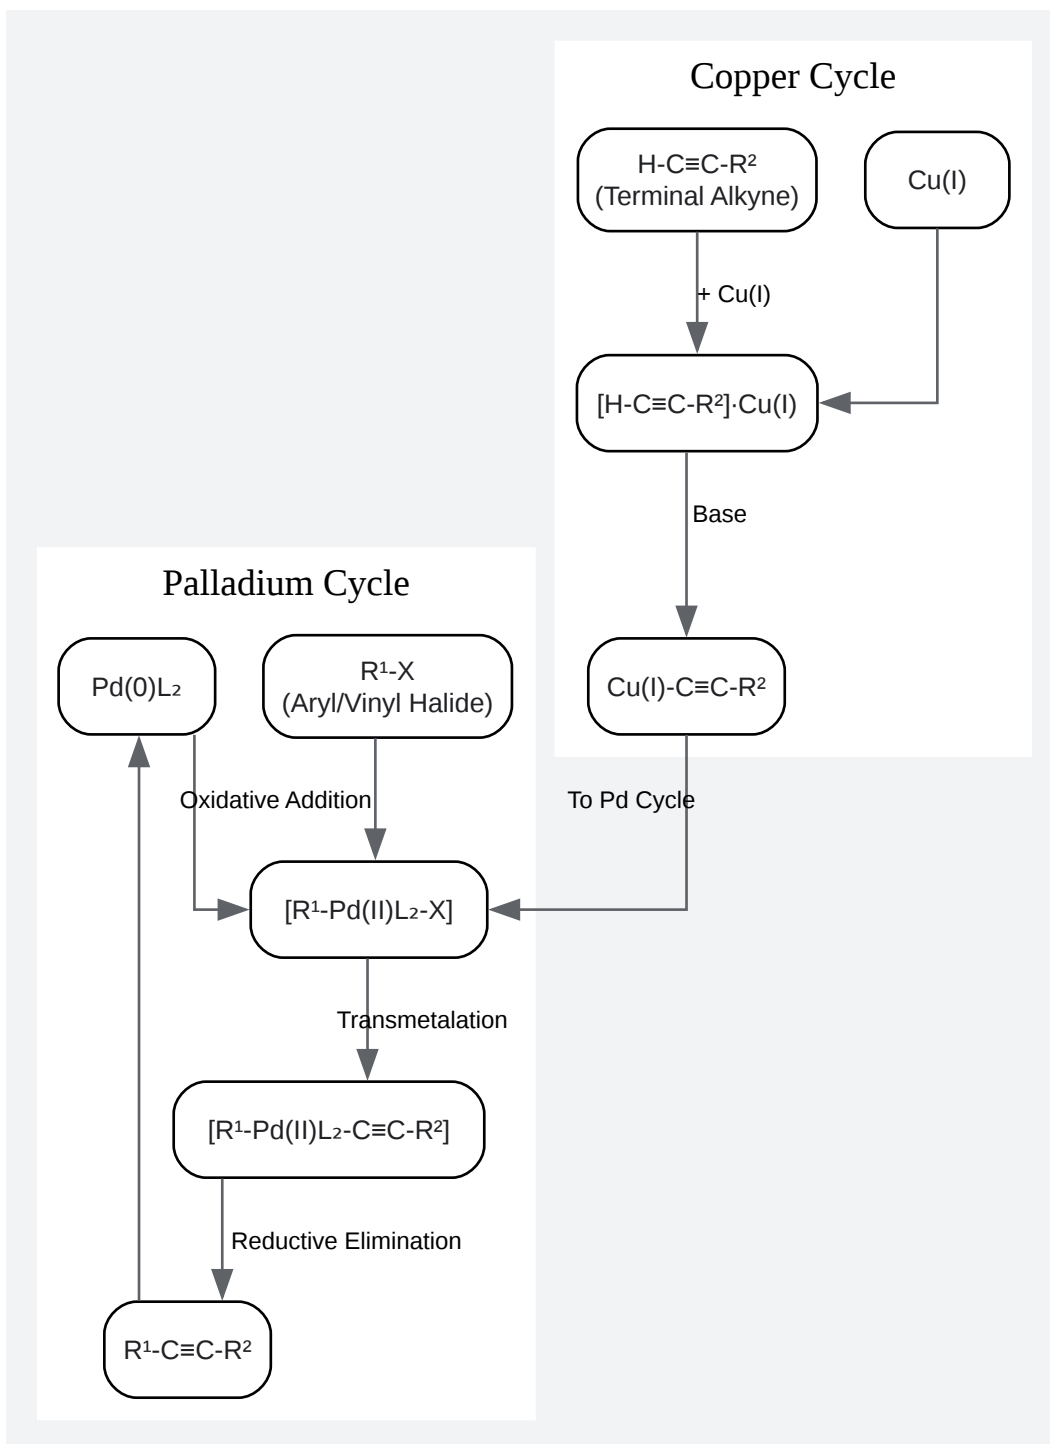 Copper Cycle
H-C≡C-R²
(Terminal Alkyne)
Cu(I)
+ Cu(I)
[H-C≡C-R²]·Cu(I)
Base
Cu(I)-C≡C-R²
To Pd Cycle
Palladium Cycle
Pd(0)L₂
R¹-X
(Aryl/Vinyl Halide)
Oxidative Addition
[R¹-Pd(II)L₂-X]
Transmetalation
[R¹-Pd(II)L₂-C≡C-R²]
Reductive Elimination
R¹-C≡C-R²